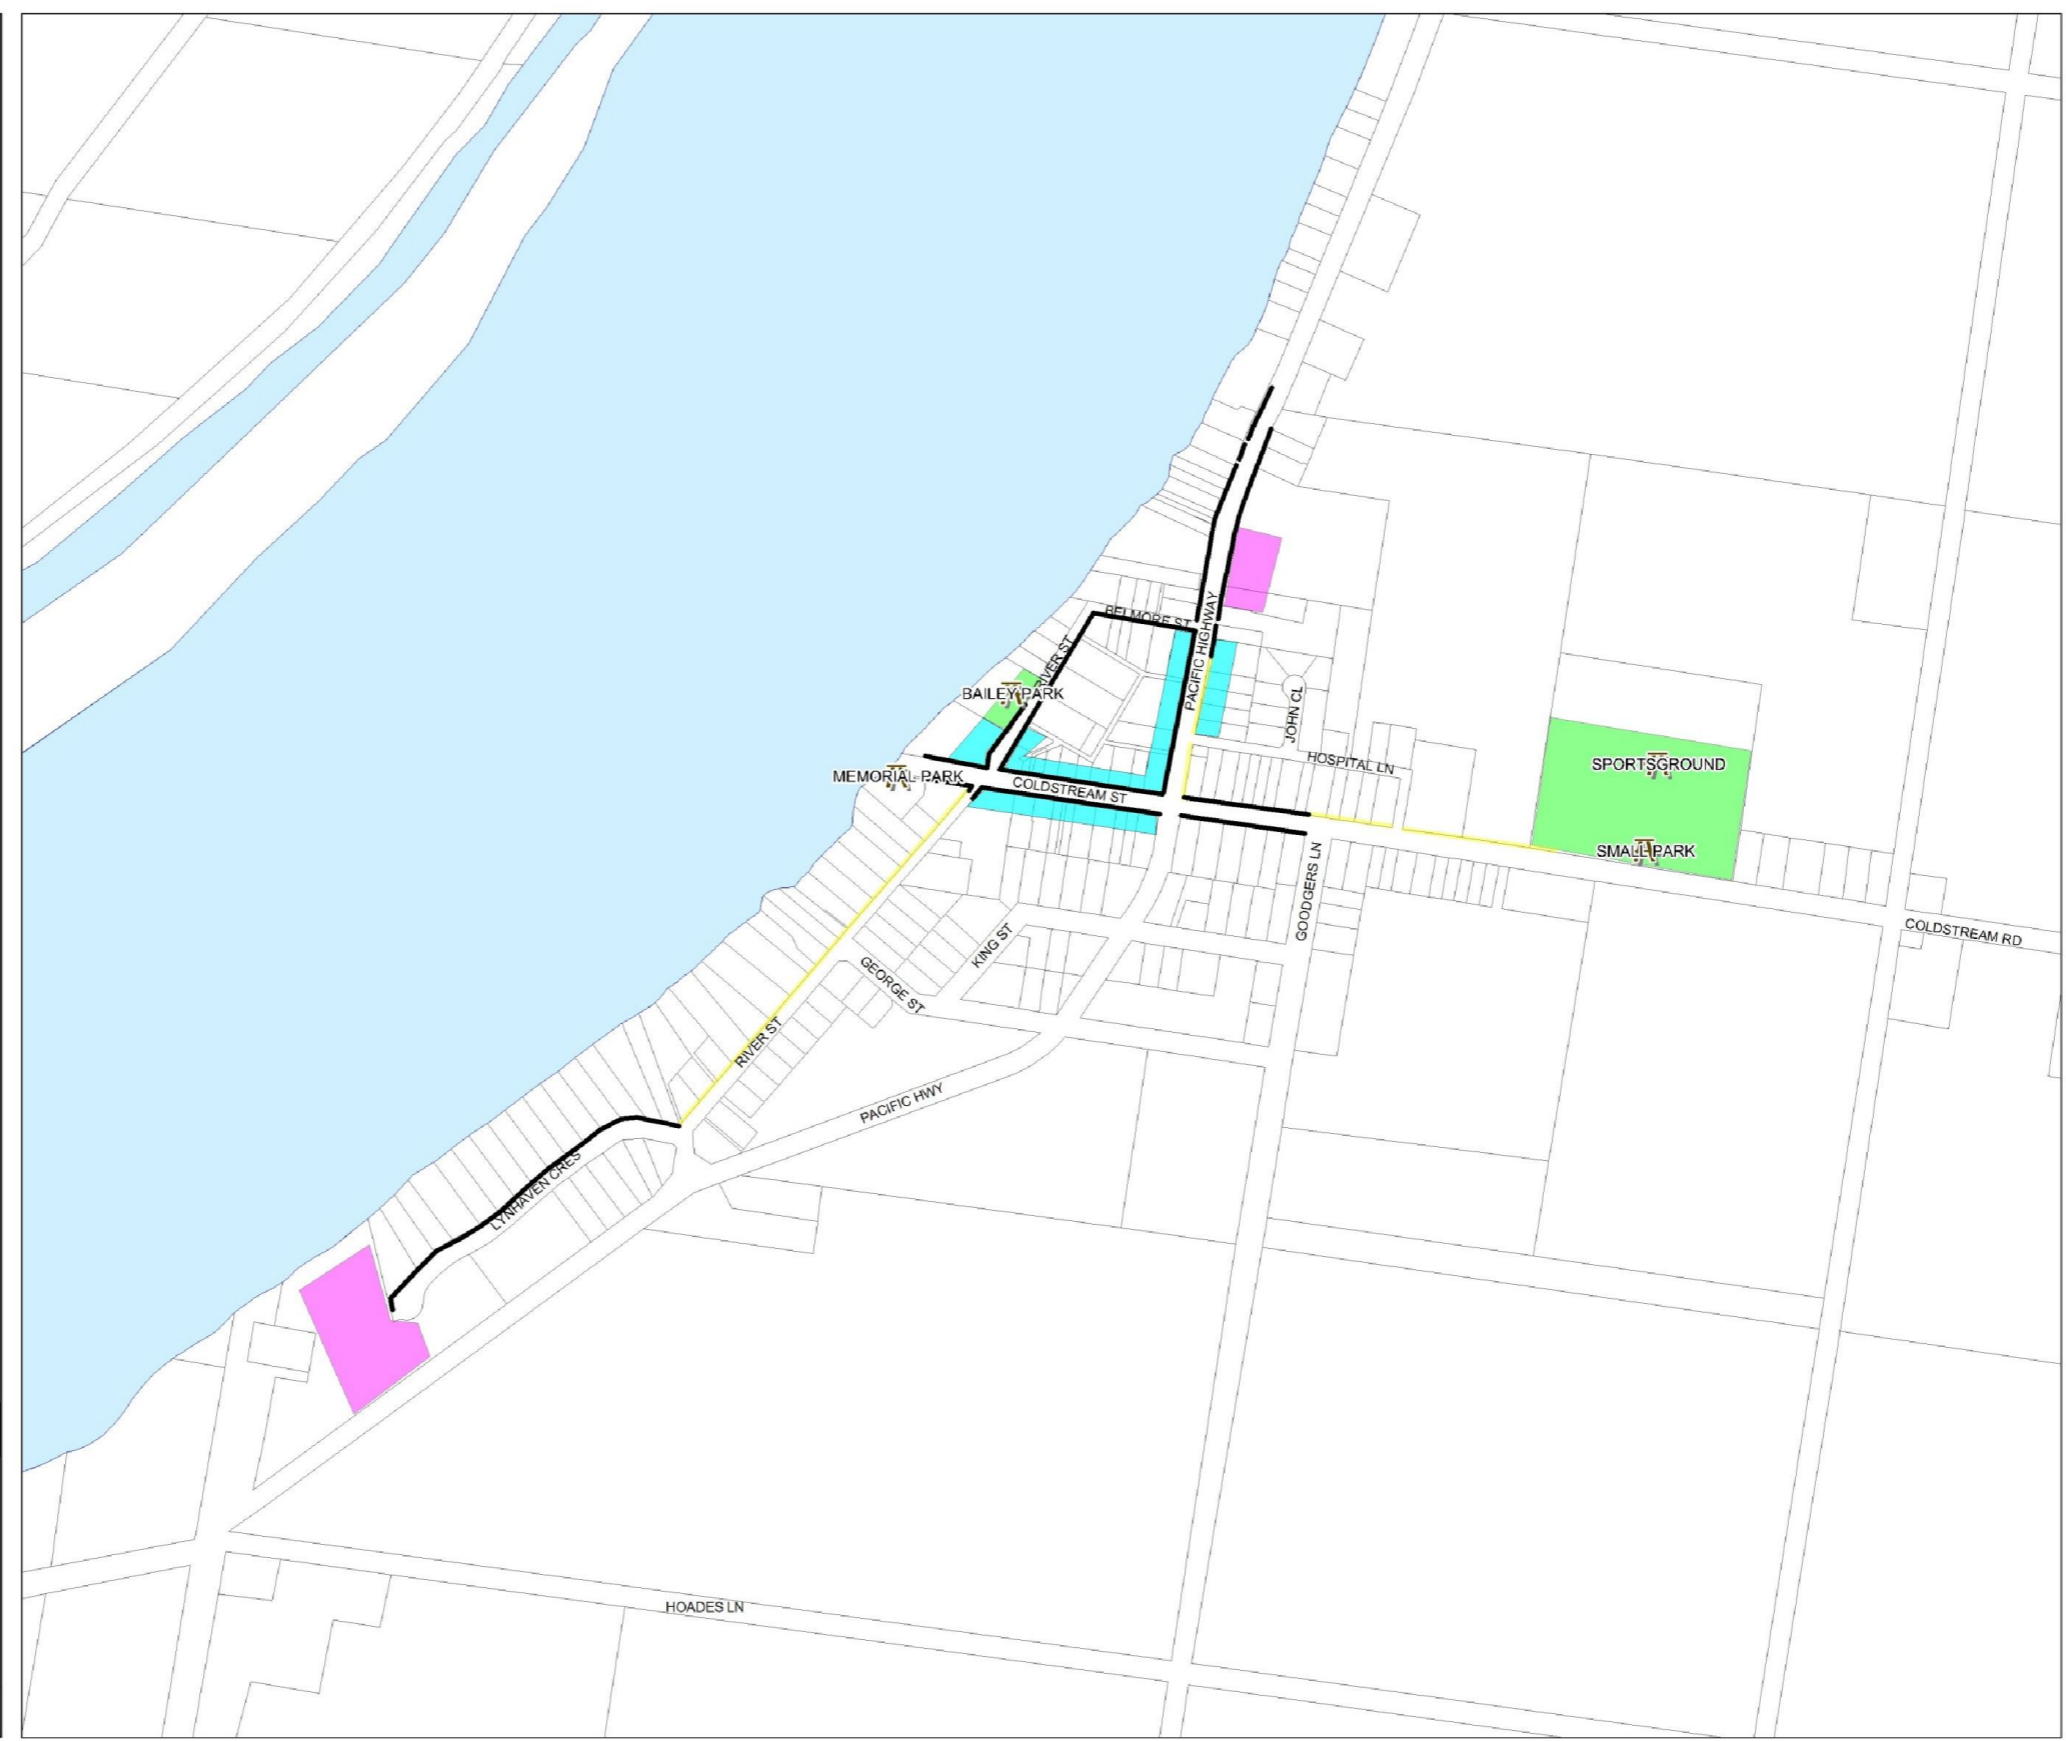 BELMORE ST
RIVER ST
PACIFIC HIGHWAY
BAILEY PARK
JOHN CL
HOSPITAL LN
SPORTSGROUND
MEMORIAL PARK
COLDSTREAM ST
SMALL PARK
GOODGERS LN
COLDSTREAM RD
KING ST
GEORGE ST
RIVER ST
PACIFIC HWY
LYNHAVEN CRES
HOADES LN